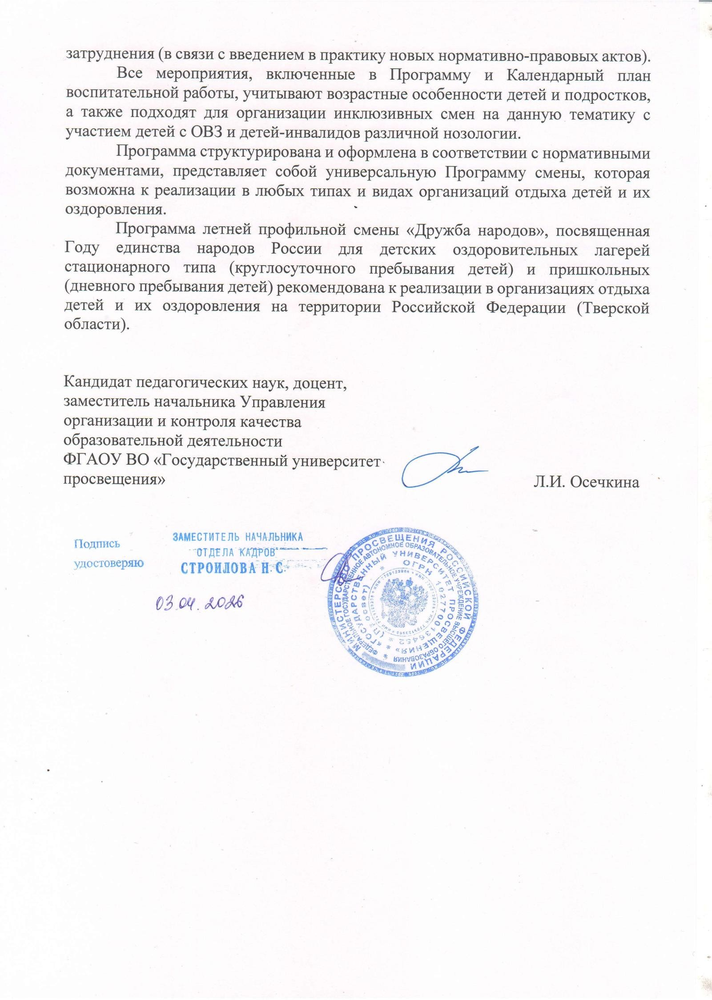 затруднения (в связи с введением в практику новых нормативно-правовых актов).
Все мероприятия, включенные в Программу и Календарный план
воспитательной работы, учитывают возрастные особенности детей и подростков,
а также подходят для организации инклюзивных смен на данную тематику с
участием детей с ОВЗ и детей-инвалидов различной нозологии.
Программа структурирована и оформлена в соответствии с нормативными
документами, представляет собой универсальную Программу смены, которая
возможна к реализации в любых типах и видах организаций отдыха детей и их
оздоровления.
Программа летней профильной смены «Дружба народов», посвященная
Году единства народов России для детских оздоровительных лагерей
стационарного типа (круглосуточного пребывания детей) и пришкольных
(дневного пребывания детей) рекомендована к реализации в организациях отдыха
детей и их оздоровления на территории Российской Федерации (Тверской
области).
Кандидат педагогических наук, доцент,
заместитель начальника Управления
организации и контроля качества
образовательной деятельности
ФГАОУ ВО «Государственный университет
просвещения»
Л.И. Осечкина
Подпись
удостоверяю
ЗАМЕСТИТЕЛЬ НАЧАЛЬНИКА
ОТДЕЛА КАДРОВ
СТРОИЛОВА Н.С.
03.04.2026
МИНИСТЕРСТВО ПРОСВЕЩЕНИЯ РОССИЙСКОЙ ФЕДЕРАЦИИ
ФЕДЕРАЛЬНОЕ ГОСУДАРСТВЕННОЕ АВТОНОМНОЕ ОБРАЗОВАТЕЛЬНОЕ УЧРЕЖДЕНИЕ ВЫСШЕГО ОБРАЗОВАНИЯ
«ГОСУДАРСТВЕННЫЙ УНИВЕРСИТЕТ ПРОСВЕЩЕНИЯ»
(Просвет) * ОГРН 1027700136452 *